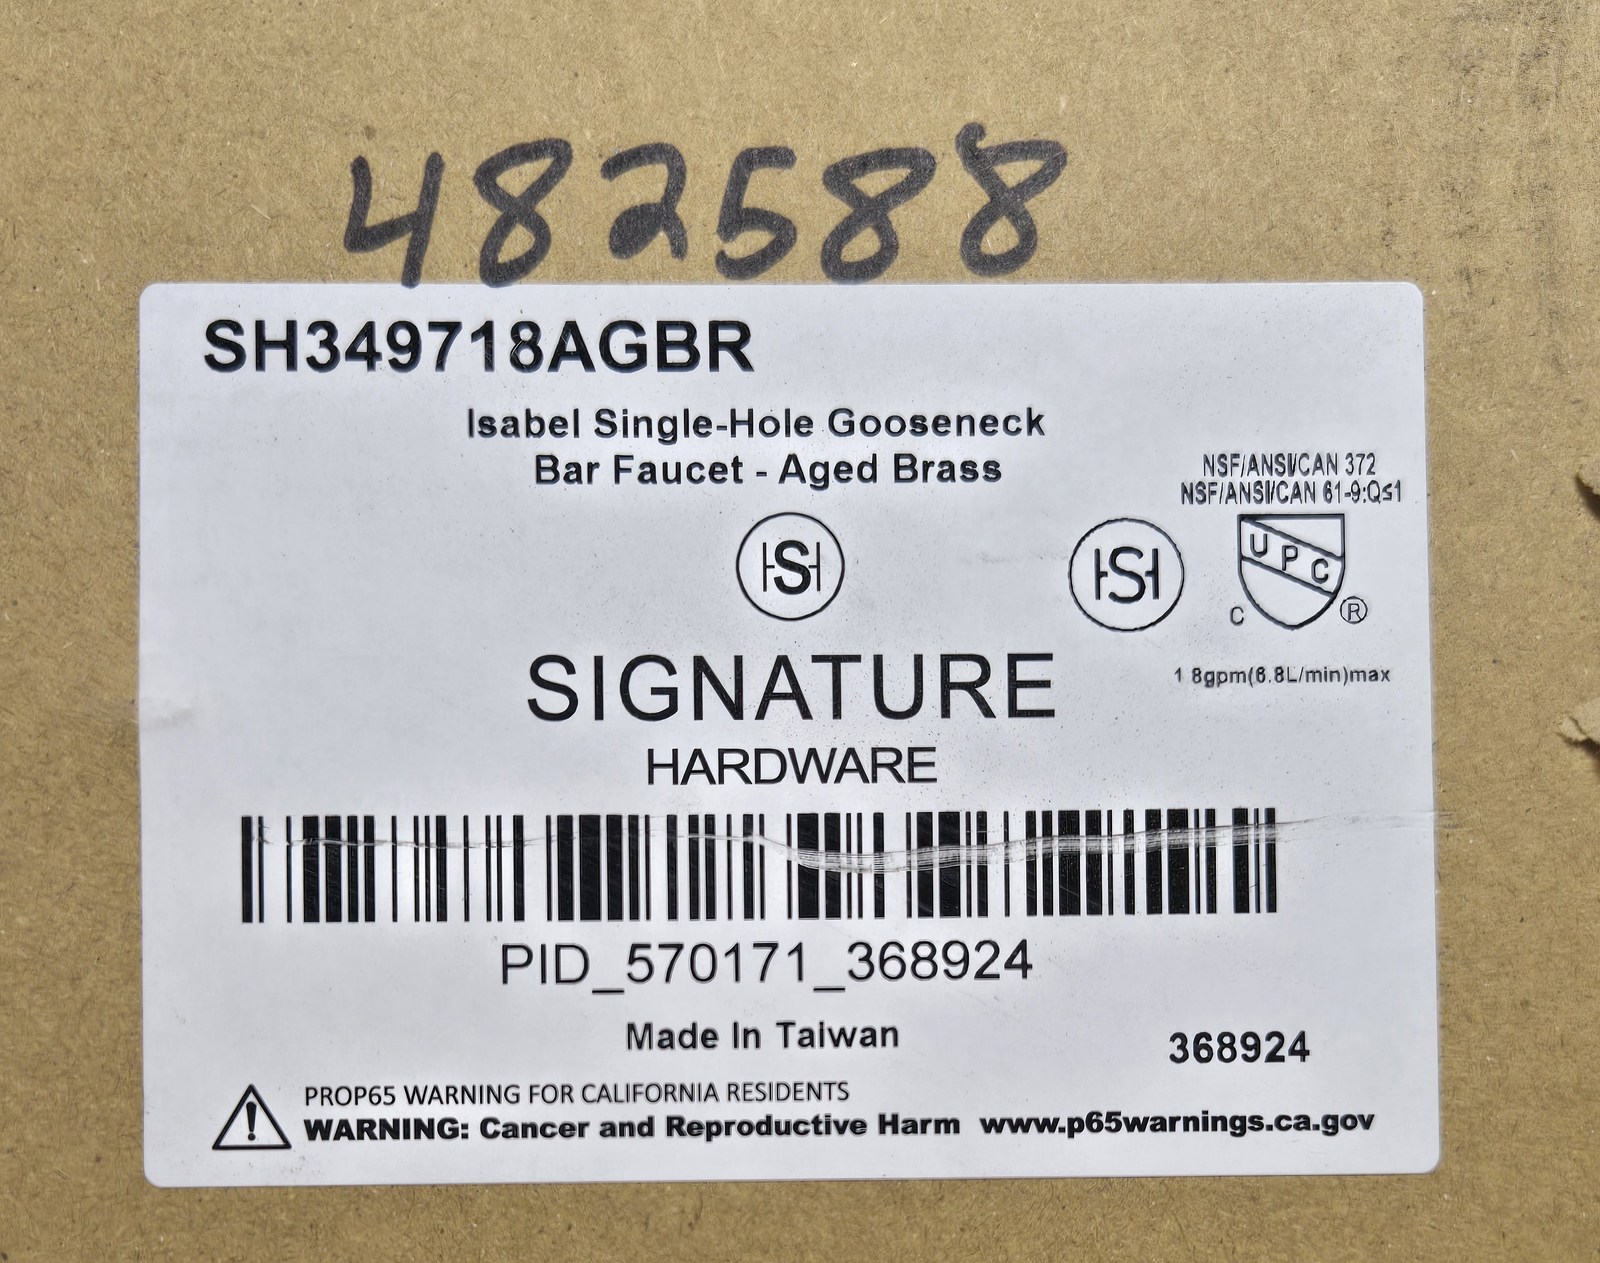 482588
SH349718AGBR
Isabel Single-Hole Gooseneck
Bar Faucet - Aged Brass
NSF/ANSI/CAN 372
NSF/ANSI/CAN 61-9:Q≤1
HSH
HSH
UPC
C
®
1.8gpm(6.8L/min)max
SIGNATURE
HARDWARE
PID_570171_368924
Made In Taiwan
368924
PROP65 WARNING FOR CALIFORNIA RESIDENTS
WARNING: Cancer and Reproductive Harm www.p65warnings.ca.gov